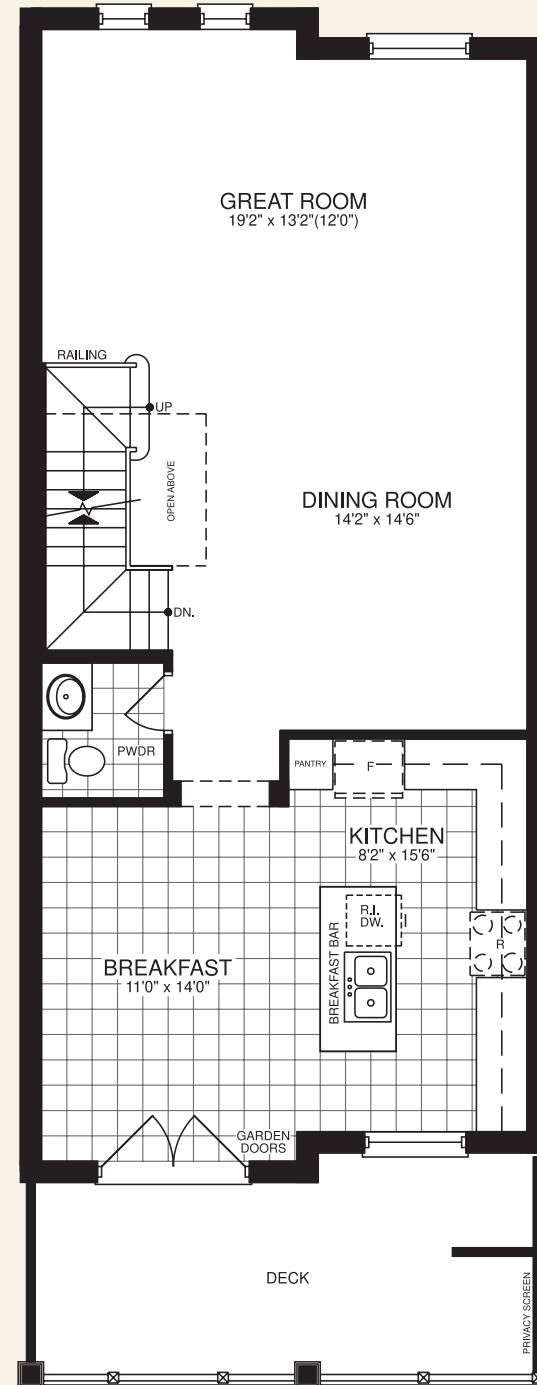 GREAT ROOM
19'2" x 13'2"(12'0")
RAILING
UP
OPEN ABOVE
DINING ROOM
14'2" x 14'6"
DN.
PWDR
PANTRY
F
KITCHEN
8'2" x 15'6"
R.I.
DW.
R
BREAKFAST BAR
BREAKFAST
11'0" x 14'0"
GARDEN
DOORS
DECK
PRIVACY SCREEN